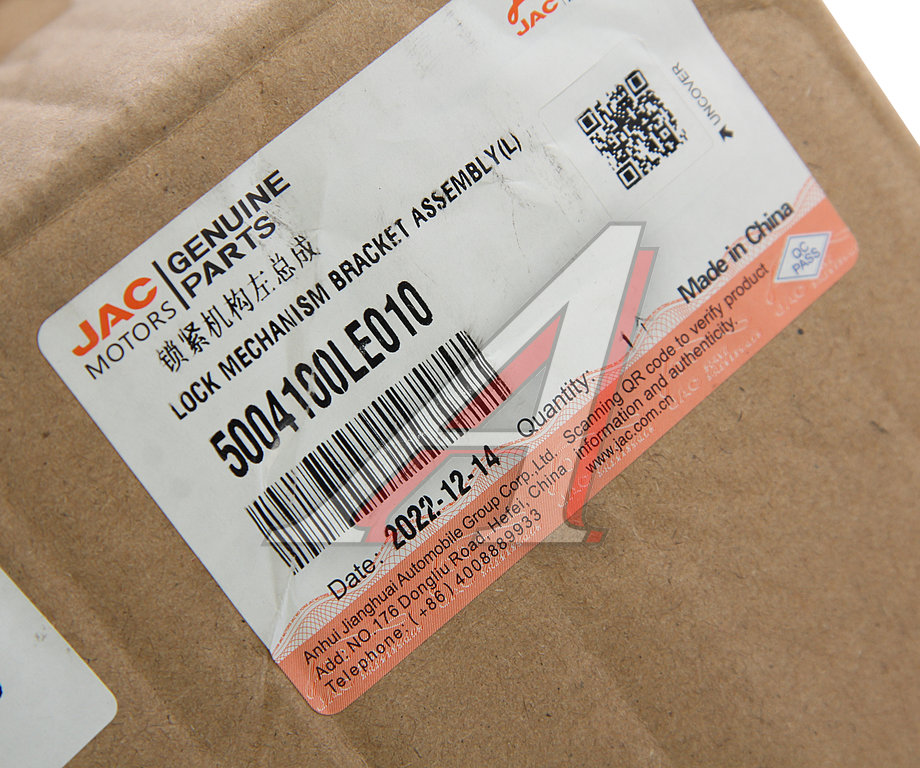 JAC
JAC MOTORS
GENUINE PARTS
锁紧机构左总成
LOCK MECHANISM BRACKET ASSEMBLY(L)
5004100LE010
UNCOVER
Made in China
QC PASS
Date: 2022-12-14
Quantity: 1
Anhui Jianghuai Automobile Group Corp.,Ltd.
Add: NO.176 Dongliu Road, Hefei, China
Telephone: (+86) 4008889933
Scanning QR code to verify product
information and authenticity.
www.jac.com.cn